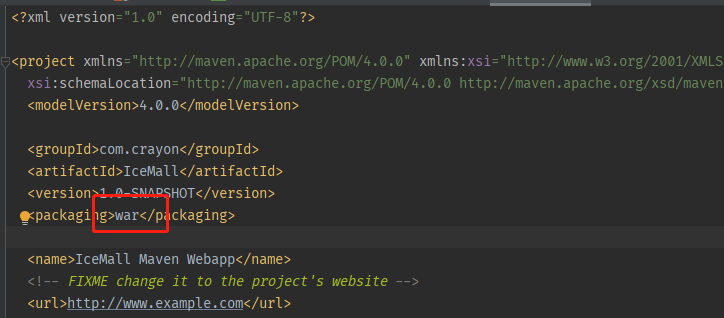 <?xml version="1.0" encoding="UTF-8"?>
<project xmlns="http://maven.apache.org/POM/4.0.0" xmlns:xsi="http://www.w3.org/2001/XMLS
xsi:schemaLocation="http://maven.apache.org/POM/4.0.0 http://maven.apache.org/xsd/maven
<modelVersion>4.0.0</modelVersion>
<groupId>com.crayon</groupId>
<artifactId>IceMall</artifactId>
<version>1.0-SNAPSHOT</version>
<packaging>war</packaging>
<name>IceMall Maven Webapp</name>
<!-- FIXME change it to the project's website -->
<url>http://www.example.com</url>